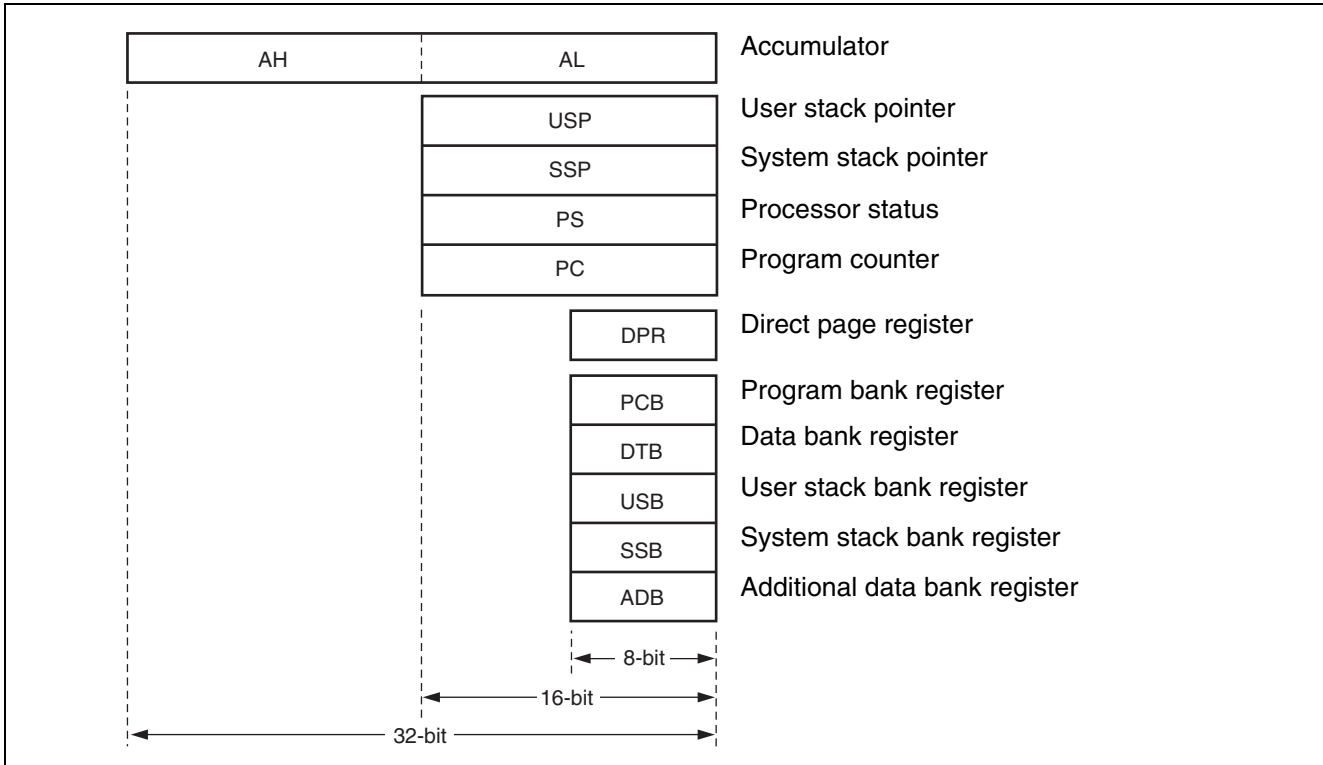 AH AL Accumulator
USP User stack pointer
SSP System stack pointer
PS Processor status
PC Program counter
DPR Direct page register
PCB Program bank register
DTB Data bank register
USB User stack bank register
SSB System stack bank register
ADB Additional data bank register
8-bit
16-bit
32-bit